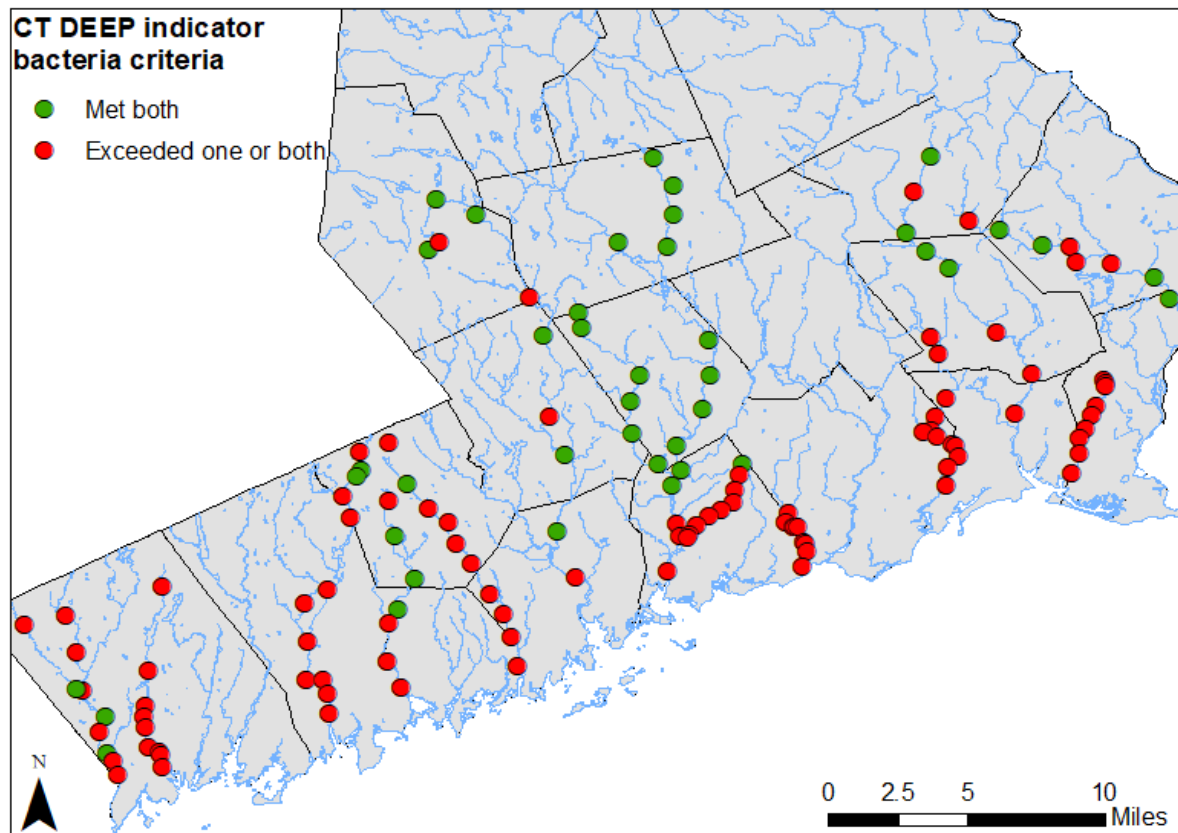 CT DEEP indicator
bacteria criteria
Met both
Exceeded one or both
N
0 2.5 5 10
Miles